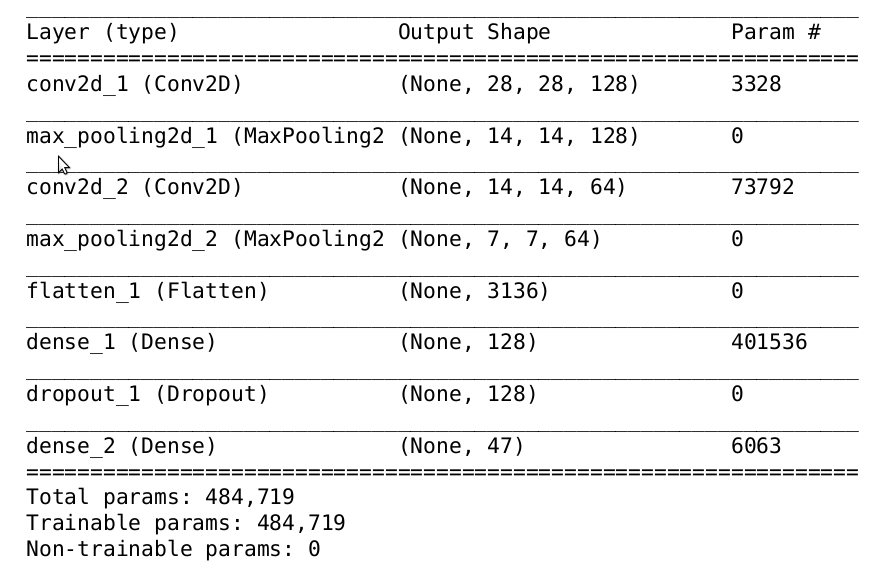 Layer (type) Output Shape Param #
=================================================================
conv2d_1 (Conv2D) (None, 28, 28, 128) 3328
max_pooling2d_1 (MaxPooling2 (None, 14, 14, 128) 0
conv2d_2 (Conv2D) (None, 14, 14, 64) 73792
max_pooling2d_2 (MaxPooling2 (None, 7, 7, 64) 0
flatten_1 (Flatten) (None, 3136) 0
dense_1 (Dense) (None, 128) 401536
dropout_1 (Dropout) (None, 128) 0
dense_2 (Dense) (None, 47) 6063
=================================================================
Total params: 484,719
Trainable params: 484,719
Non-trainable params: 0